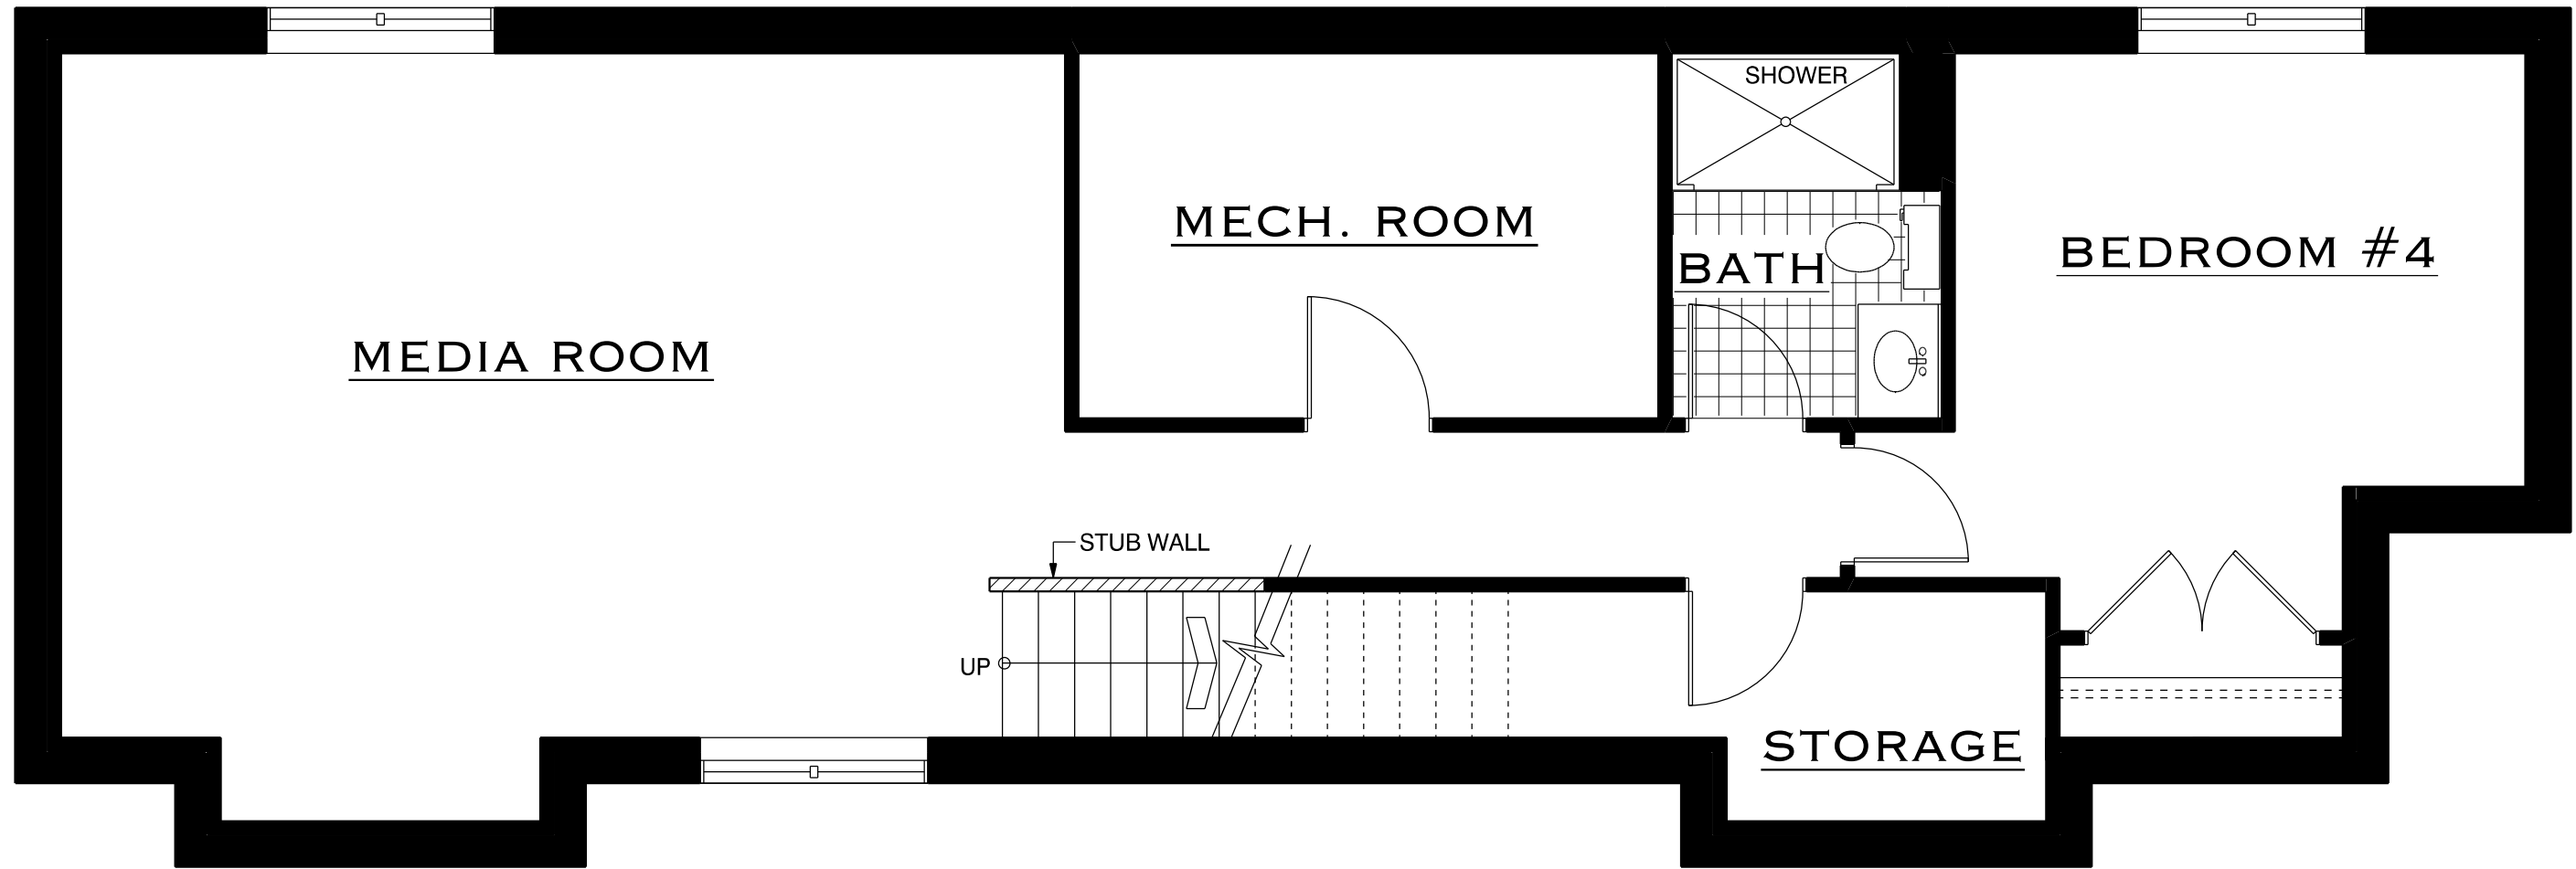 SHOWER
MECH. ROOM
BATH
BEDROOM #4
MEDIA ROOM
STUB WALL
UP
STORAGE